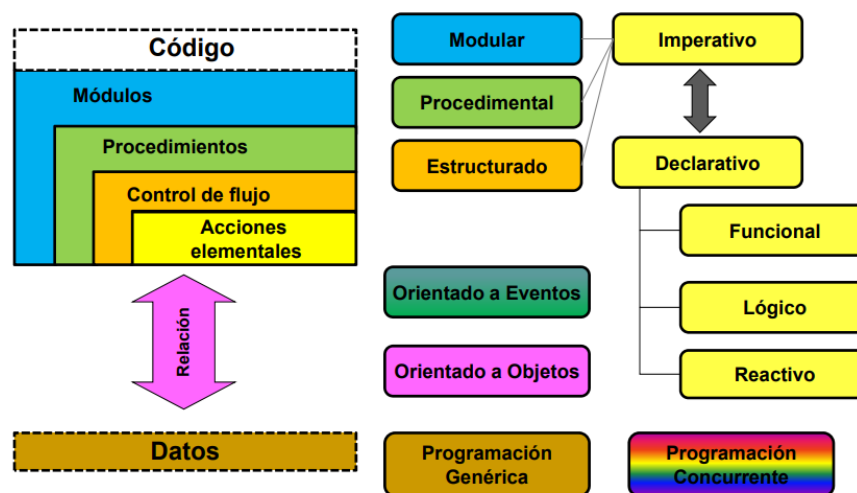 Código
Módulos
Procedimientos
Control de flujo
Acciones
elementales
Relación
Datos
Modular
Procedimental
Estructurado
Orientado a Eventos
Orientado a Objetos
Programación
Genérica
Imperativo
Declarativo
Funcional
Lógico
Reactivo
Programación
Concurrente